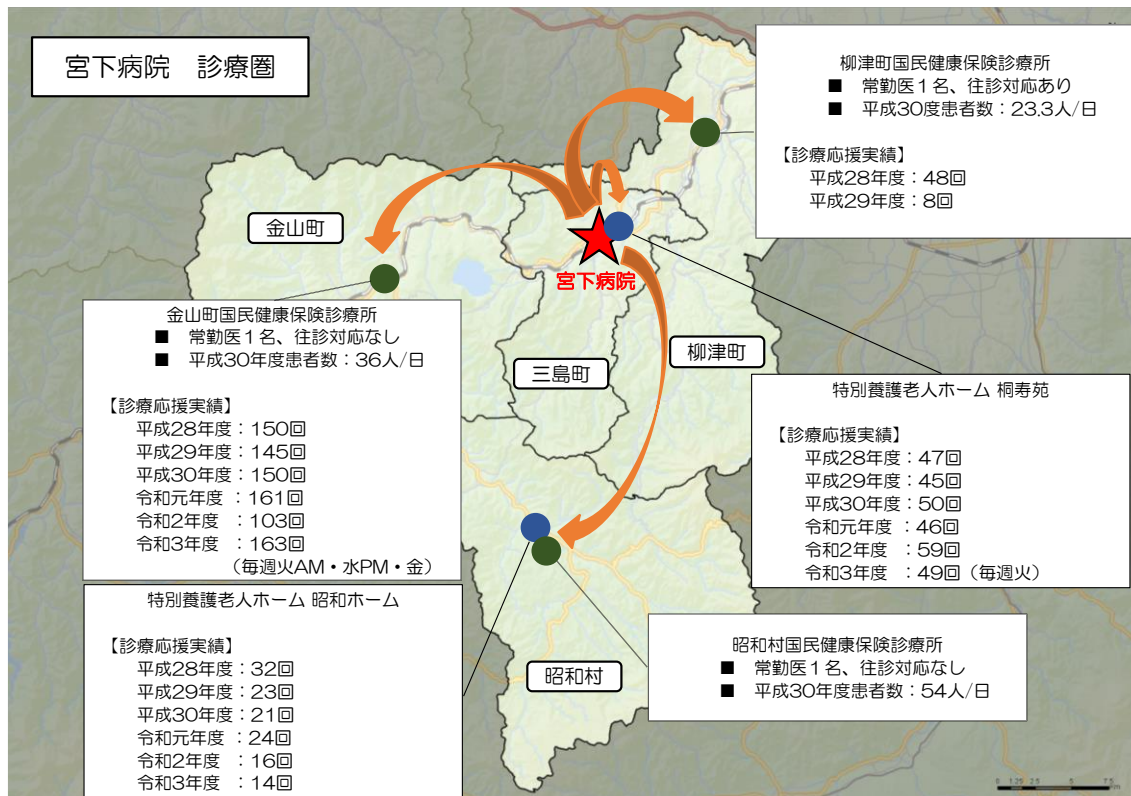 宮下病院　診療圏
柳津町国民健康保険診療所
■ 常勤医１名、往診対応あり
■ 平成30度患者数：23.3人/日
【診療応援実績】
平成28年度：48回
平成29年度：8回
金山町
宮下病院
柳津町
三島町
金山町国民健康保険診療所
■ 常勤医１名、往診対応なし
■ 平成30年度患者数：36人/日
【診療応援実績】
平成28年度：150回
平成29年度：145回
平成30年度：150回
令和元年度 ：161回
令和2年度 ：103回
令和3年度 ：163回
（毎週火AM・水PM・金）
特別養護老人ホーム 桐寿苑
【診療応援実績】
平成28年度：47回
平成29年度：45回
平成30年度：50回
令和元年度 ：46回
令和2年度 ：59回
令和3年度 ：49回（毎週火）
特別養護老人ホーム 昭和ホーム
【診療応援実績】
平成28年度：32回
平成29年度：23回
平成30年度：21回
令和元年度 ：24回
令和2年度 ：16回
令和3年度 ：14回
昭和村
昭和村国民健康保険診療所
■ 常勤医１名、往診対応なし
■ 平成30年度患者数：54人/日
0 1.25 2.5 5 7.5